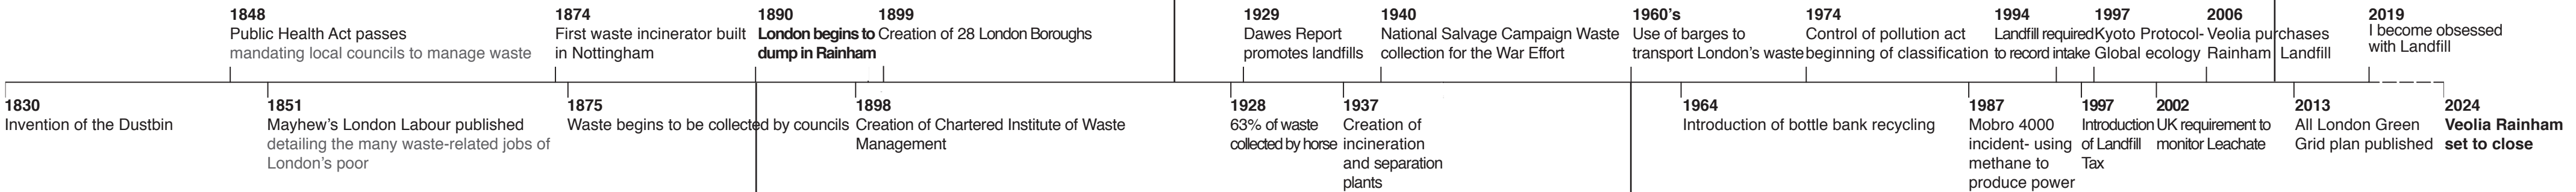 1848
Public Health Act passes
mandating local councils to manage waste
1874
First waste incinerator built
in Nottingham
1890
London begins to
dump in Rainham
1899
Creation of 28 London Boroughs
1929
Dawes Report
promotes landfills
1940
National Salvage Campaign Waste
collection for the War Effort
1960's
Use of barges to
transport London's waste
1974
Control of pollution act
beginning of classification
1994
Landfill required
to record intake
1997
Kyoto Protocol-
Global ecology
2006
Veolia purchases
Rainham Landfill
2019
I become obsessed
with Landfill
1830
Invention of the Dustbin
1851
Mayhew's London Labour published
detailing the many waste-related jobs of
London's poor
1875
Waste begins to be collected by councils
1898
Creation of Chartered Institute of Waste
Management
1928
63% of waste
collected by horse
1937
Creation of
incineration
and separation
plants
1964
Introduction of bottle bank recycling
1987
Mobro 4000
incident- using
methane to
produce power
1997
Introduction
of Landfill
Tax
2002
UK requirement to
monitor Leachate
2013
All London Green
Grid plan published
2024
Veolia Rainham
set to close